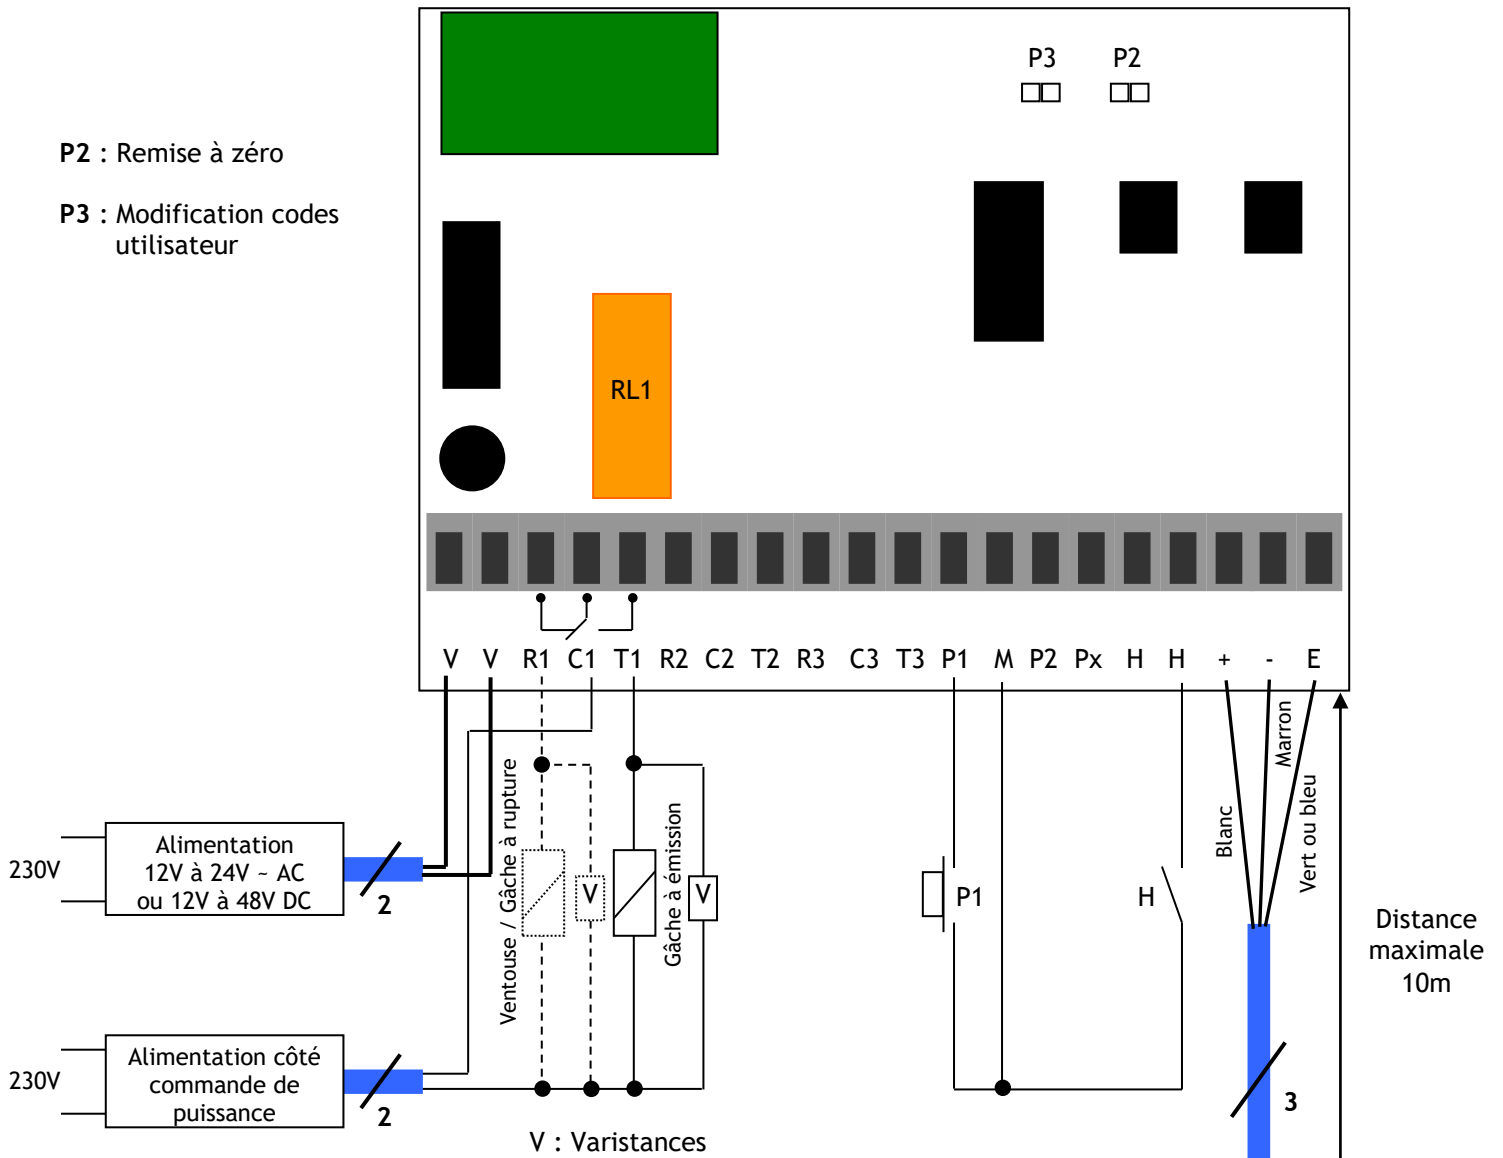 P3 P2
P2 : Remise à zéro
P3 : Modification codes
utilisateur
RL1
V V R1 C1 T1 R2 C2 T2 R3 C3 T3 P1 M P2 Px H H + - E
Ventouse / Gâche à rupture
Gâche à émission
Blanc
Marron
Vert ou bleu
230V
Alimentation
12V à 24V ~ AC
ou 12V à 48V DC
2
V
V
P1
H
Distance
maximale
10m
230V
Alimentation côté
commande de
puissance
2
3
V : Varistances